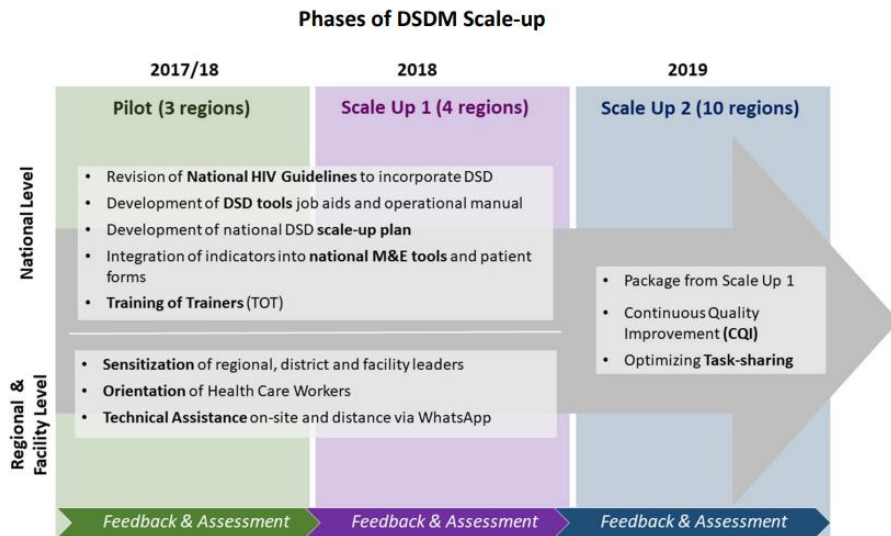 Phases of DSDM Scale-up
2017/18
2018
2019
Pilot (3 regions)
Scale Up 1 (4 regions)
Scale Up 2 (10 regions)
National Level
• Revision of National HIV Guidelines to incorporate DSD
• Development of DSD tools job aids and operational manual
• Development of national DSD scale-up plan
• Integration of indicators into national M&E tools and patient
forms
• Training of Trainers (TOT)
Regional &
Facility Level
• Sensitization of regional, district and facility leaders
• Orientation of Health Care Workers
• Technical Assistance on-site and distance via WhatsApp
• Package from Scale Up 1
• Continuous Quality
Improvement (CQI)
• Optimizing Task-sharing
Feedback & Assessment
Feedback & Assessment
Feedback & Assessment